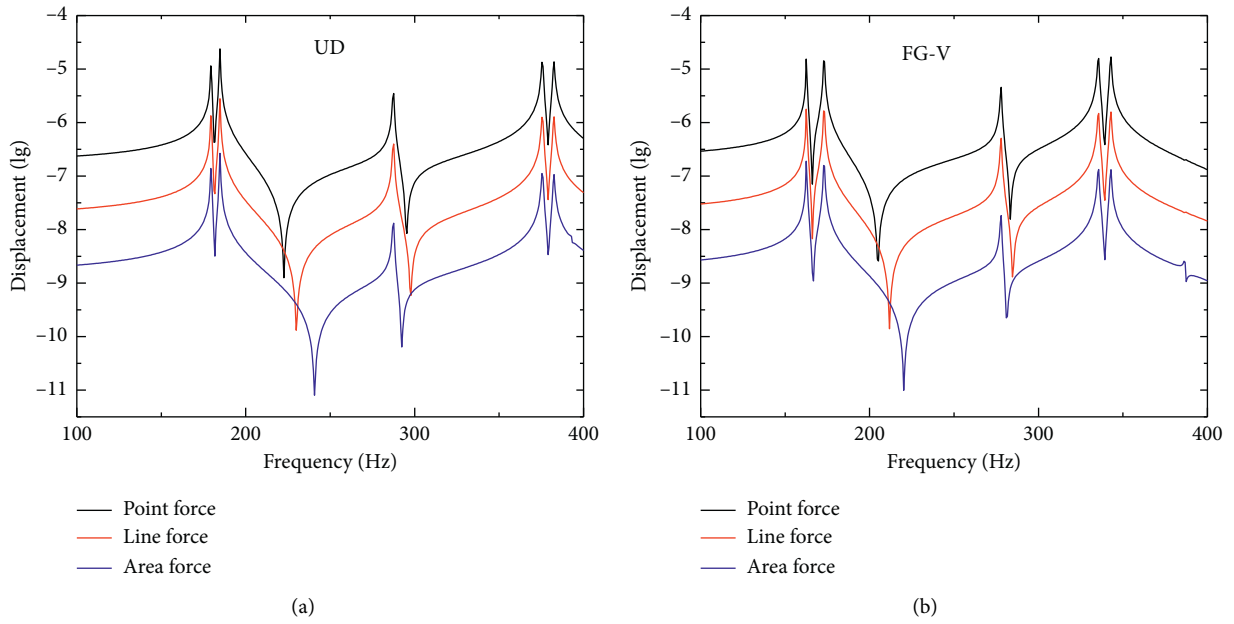 UD
−4
−5
−6
−7
−8
−9
−10
−11
Displacement (lg)
100
200
300
400
Frequency (Hz)
Point force
Line force
Area force
(a)
FG-V
−4
−5
−6
−7
−8
−9
−10
−11
Displacement (lg)
100
200
300
400
Frequency (Hz)
Point force
Line force
Area force
(b)